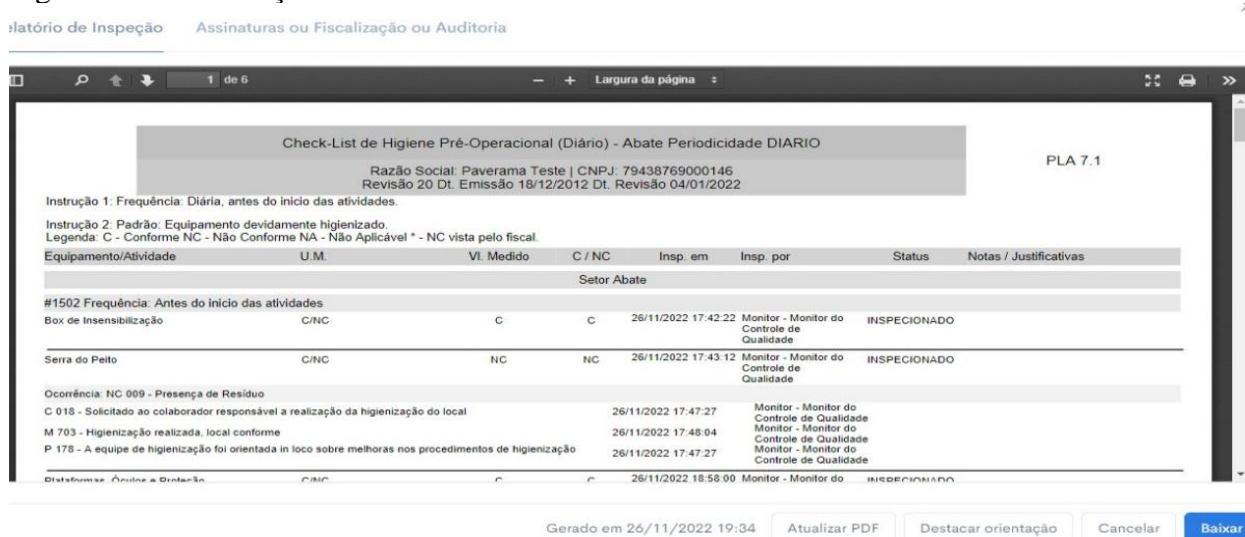 elatório de Inspeção Assinaturas ou Fiscalização ou Auditoria
1 de 6 − + Largura da página
Check-List de Higiene Pré-Operacional (Diário) - Abate Periodicidade DIARIO
PLA 7.1
Razão Social: Paverama Teste | CNPJ: 79438769000146
Revisão 20 Dt. Emissão 18/12/2012 Dt. Revisão 04/01/2022
Instrução 1: Frequência: Diária, antes do inicio das atividades.
Instrução 2: Padrão: Equipamento devidamente higienizado.
Legenda: C - Conforme NC - Não Conforme NA - Não Aplicável * - NC vista pelo fiscal.
Equipamento/Atividade U.M. Vl. Medido C / NC Insp. em Insp. por Status Notas / Justificativas
Setor Abate
#1502 Frequência: Antes do inicio das atividades
Box de Insensibilização C/NC C C 26/11/2022 17:42:22 Monitor - Monitor do INSPECIONADO
Controle de
Qualidade
Serra do Peito C/NC NC NC 26/11/2022 17:43:12 Monitor - Monitor do INSPECIONADO
Controle de
Qualidade
Ocorrência: NC 009 - Presença de Resíduo
C 018 - Solicitado ao colaborador responsável a realização da higienização do local 26/11/2022 17:47:27 Monitor - Monitor do
Controle de Qualidade
M 703 - Higienização realizada, local conforme 26/11/2022 17:48:04 Monitor - Monitor do
Controle de Qualidade
P 178 - A equipe de higienização foi orientada in loco sobre melhoras nos procedimentos de higienização 26/11/2022 17:47:27 Monitor - Monitor do
Controle de Qualidade
Plataformas, Óculos e Proteção C/NC C C 26/11/2022 18:58:00 Monitor - Monitor do INSPECIONADO
Gerado em 26/11/2022 19:34 Atualizar PDF Destacar orientação Cancelar Baixar